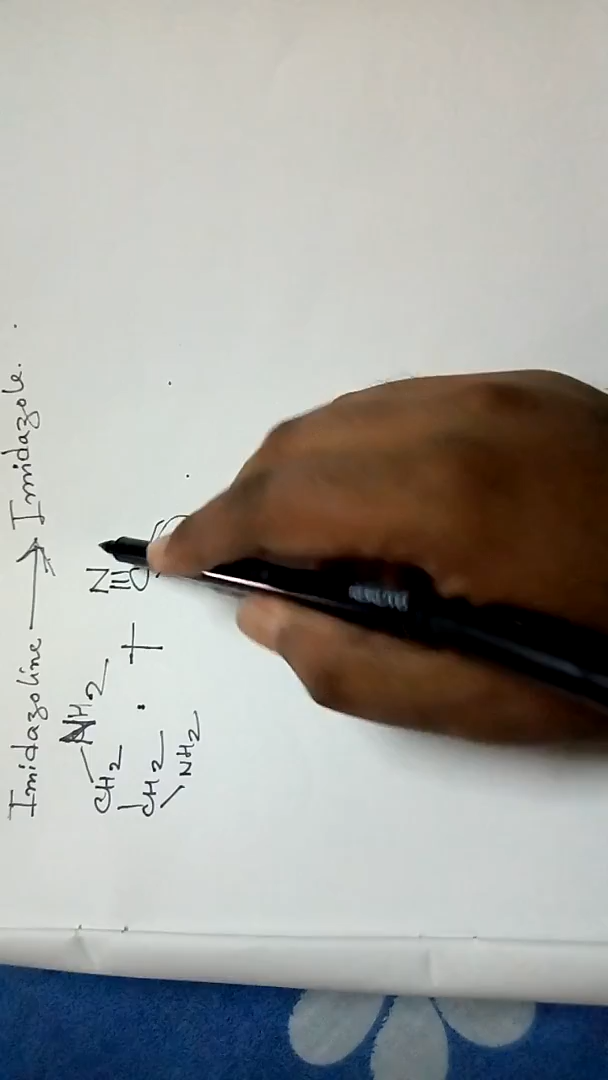 Imidazoline → Imidazole.
NH2
CH2 N
CH2 + ≡
NH2 C